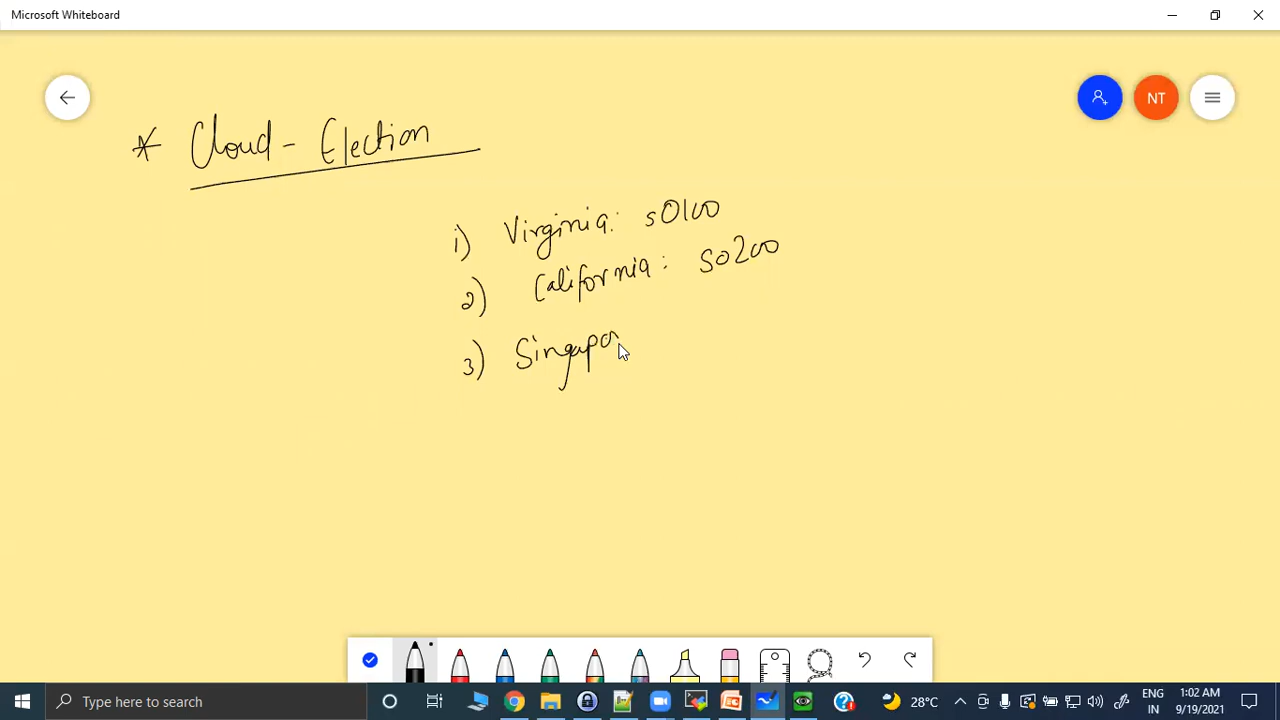 Microsoft Whiteboard
NT
* Cloud - Election
1) Virginia: s0100
2) California: s0200
3) Singapor
Type here to search
28°C
ENG
IN
1:02 AM
9/19/2021